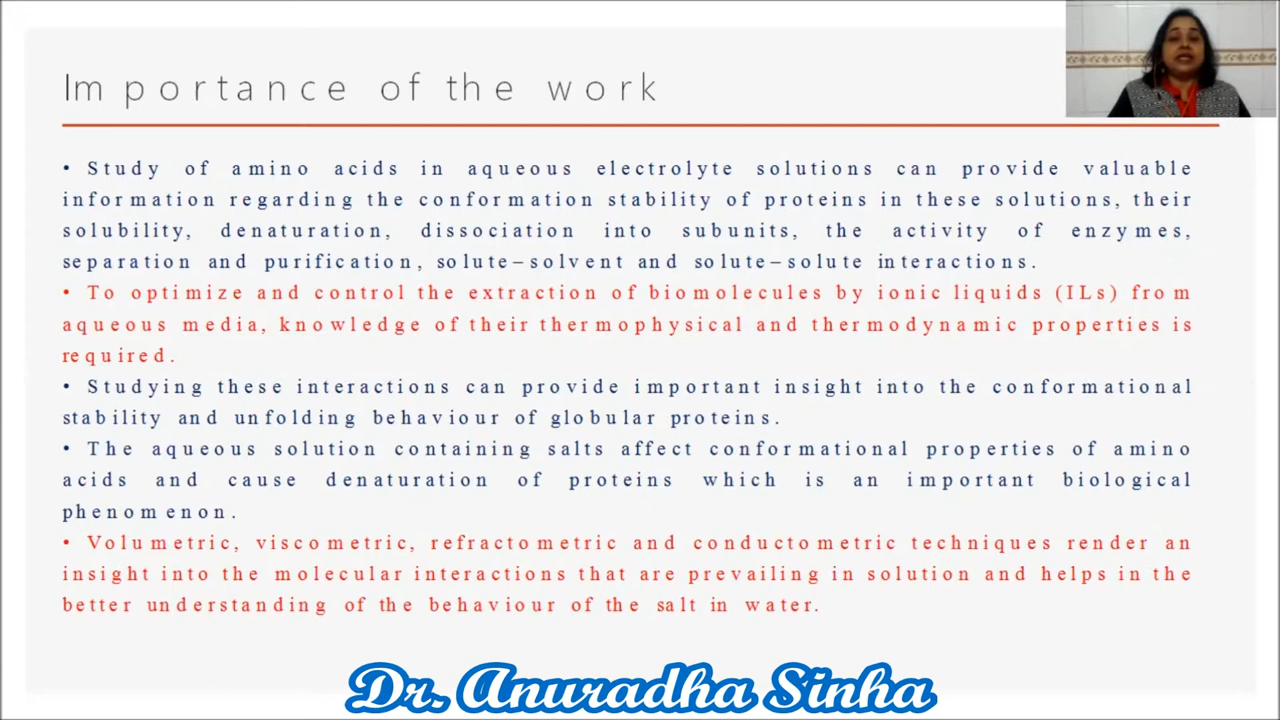 Importance of the work
• Study of amino acids in aqueous electrolyte solutions can provide valuable
information regarding the conformation stability of proteins in these solutions, their
solubility, denaturation, dissociation into subunits, the activity of enzymes,
separation and purification, solute–solvent and solute–solute interactions.
• To optimize and control the extraction of biomolecules by ionic liquids (ILs) from
aqueous media, knowledge of their thermophysical and thermodynamic properties is
required.
• Studying these interactions can provide important insight into the conformational
stability and unfolding behaviour of globular proteins.
• The aqueous solution containing salts affect conformational properties of amino
acids and cause denaturation of proteins which is an important biological
phenomenon.
• Volumetric, viscometric, refractometric and conductometric techniques render an
insight into the molecular interactions that are prevailing in solution and helps in the
better understanding of the behaviour of the salt in water.
Dr. Anuradha Sinha